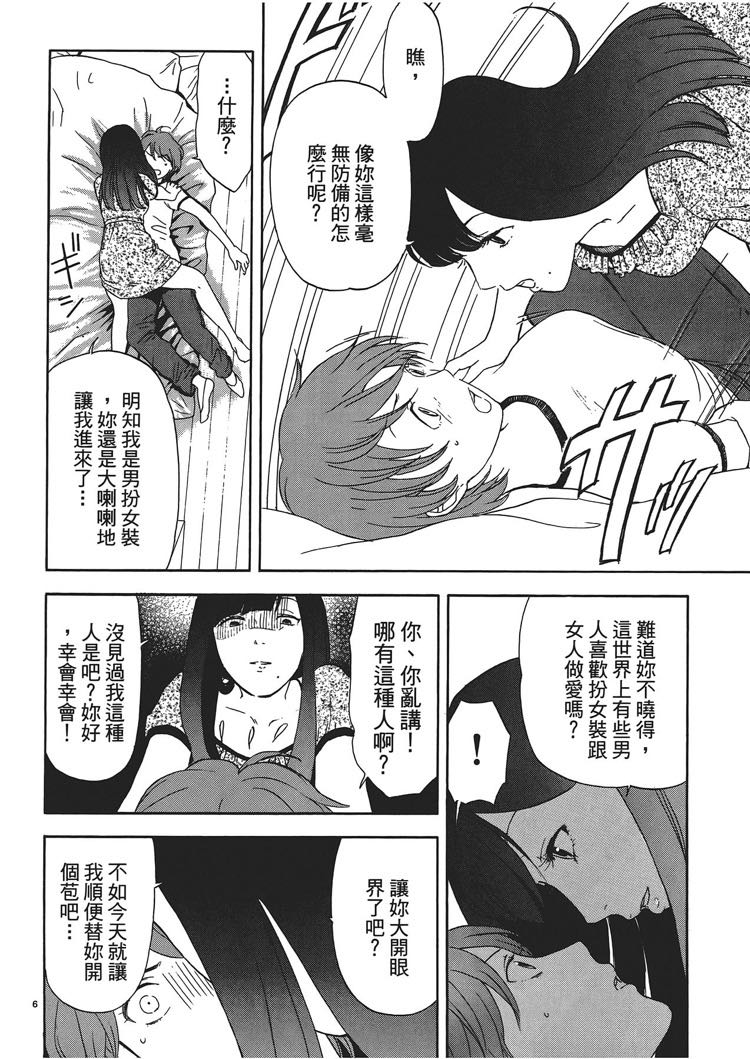 瞧，
像妳這樣毫
無防備的怎
麼行呢？
…什麼？
明知我是男扮女裝
，妳還是大喇喇地
讓我進來了…
難道妳不曉得，
這世界上有些男
人喜歡扮女裝跟
女人做愛嗎？
！
你、你亂講！
哪有這種人啊？
沒見過我這種
人是吧？妳好
，幸會幸會！
讓妳大開眼
界了吧？
不如今天就讓
我順便替妳開
個苞吧…
6